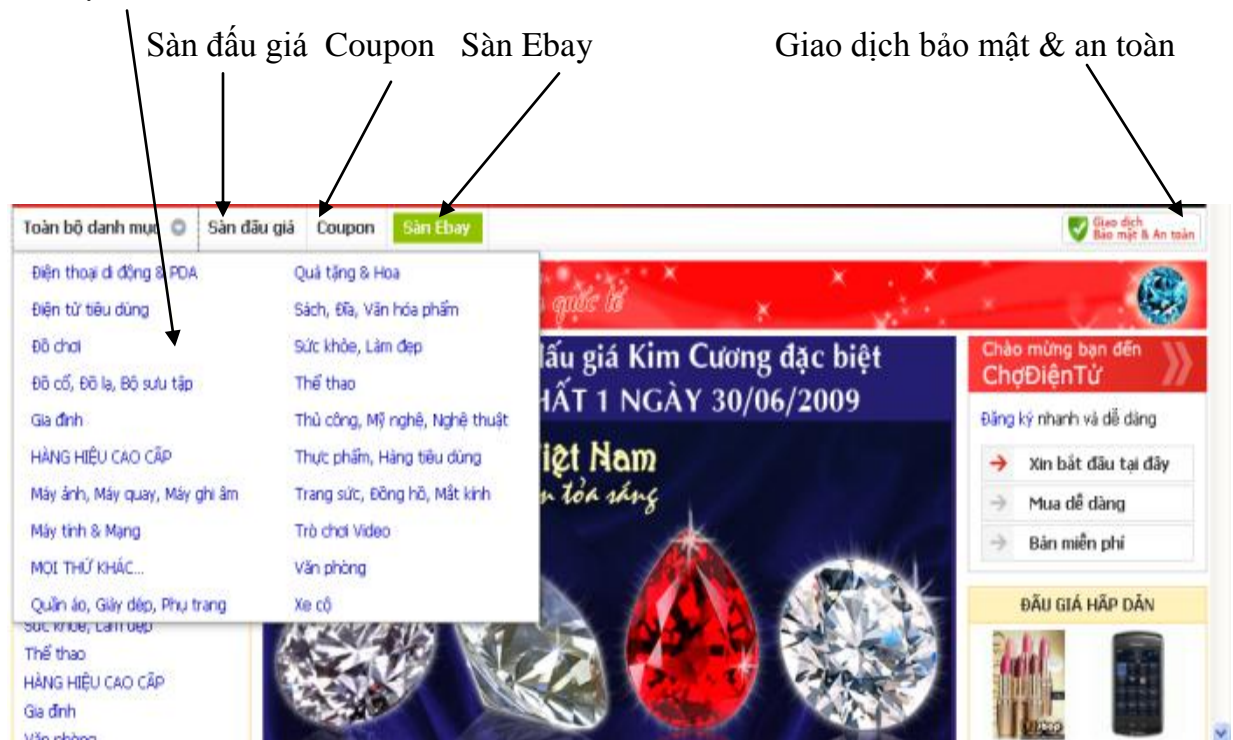 Sàn đấu giá Coupon Sàn Ebay Giao dịch bảo mật & an toàn
Toàn bộ danh mục Sàn đấu giá Coupon Sàn Ebay Giao dịch
Bảo mật & An toàn
Điện thoại di động & PDA
Điện tử tiêu dùng
Đồ chơi
Đồ cổ, Đồ lạ, Bộ sưu tập
Gia đình
HÀNG HIỆU CAO CẤP
Máy ảnh, Máy quay, Máy ghi âm
Máy tính & Mạng
MỌI THỨ KHÁC...
Quần áo, Giày dép, Phụ trang
Quà tặng & Hoa
Sách, Đĩa, Văn hóa phẩm
Sức khỏe, Làm đẹp
Thể thao
Thủ công, Mỹ nghệ, Nghệ thuật
Thực phẩm, Hàng tiêu dùng
Trang sức, Đồng hồ, Mắt kính
Trò chơi Video
Văn phòng
Xe cộ
Sức khỏe, Làm đẹp
Thể thao
HÀNG HIỆU CAO CẤP
Gia đình
Văn phòng
quốc tế
đấu giá Kim Cương đặc biệt
HẤT 1 NGÀY 30/06/2009
iệt Nam
tỏa sáng
Chào mừng bạn đến
ChợĐiệnTử
Đăng ký nhanh và dễ dàng
Xin bắt đầu tại đây
Mua dễ dàng
Bán miễn phí
ĐẤU GIÁ HẤP DẪN